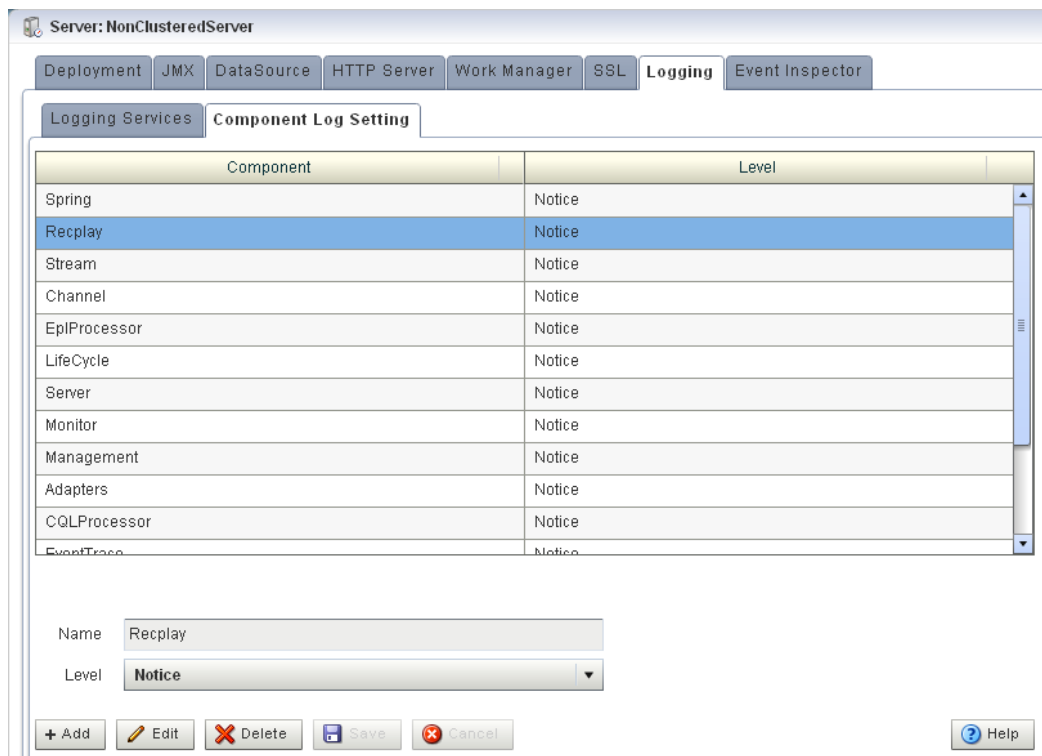 Server: NonClusteredServer
Deployment JMX DataSource HTTP Server Work Manager SSL Logging Event Inspector
Logging Services Component Log Setting
Component Level
Spring Notice
Recplay Notice
Stream Notice
Channel Notice
EplProcessor Notice
LifeCycle Notice
Server Notice
Monitor Notice
Management Notice
Adapters Notice
CQLProcessor Notice
EventTrace Notice
Name Recplay
Level Notice
+ Add Edit Delete Save Cancel Help